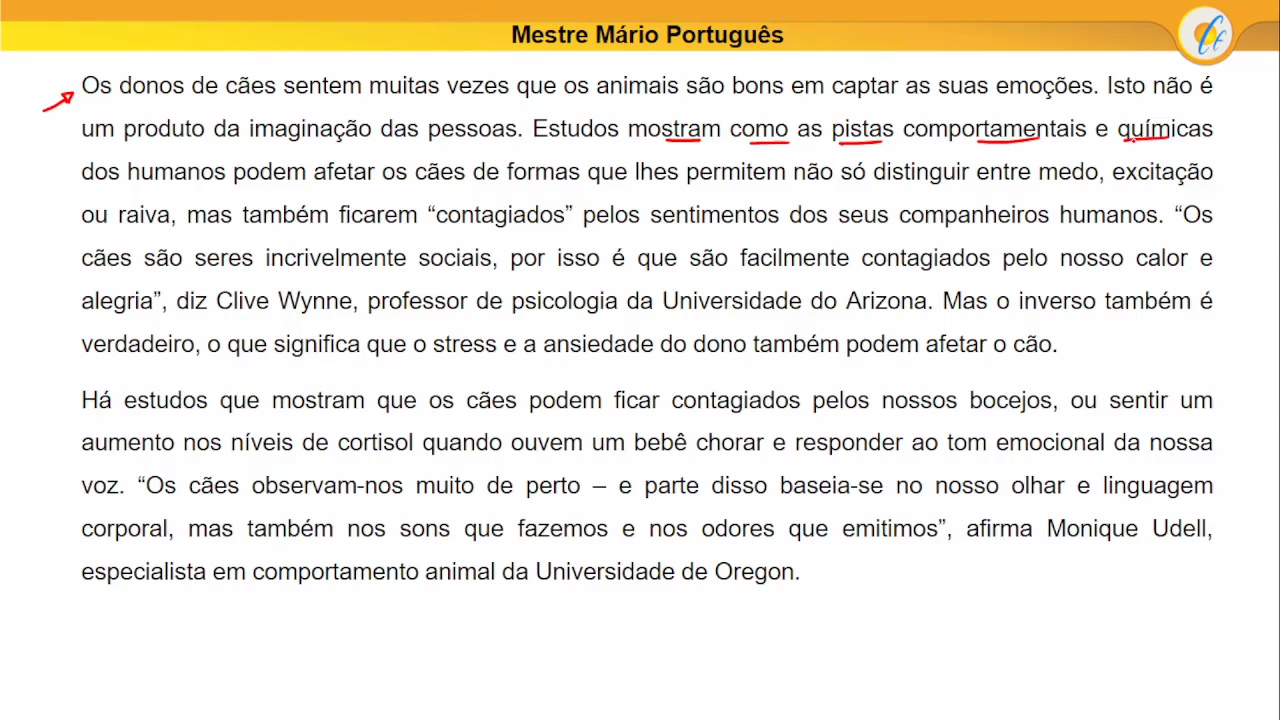 Mestre Mário Português
Os donos de cães sentem muitas vezes que os animais são bons em captar as suas emoções. Isto não é
um produto da imaginação das pessoas. Estudos mostram como as pistas comportamentais e químicas
dos humanos podem afetar os cães de formas que lhes permitem não só distinguir entre medo, excitação
ou raiva, mas também ficarem “contagiados” pelos sentimentos dos seus companheiros humanos. “Os
cães são seres incrivelmente sociais, por isso é que são facilmente contagiados pelo nosso calor e
alegria”, diz Clive Wynne, professor de psicologia da Universidade do Arizona. Mas o inverso também é
verdadeiro, o que significa que o stress e a ansiedade do dono também podem afetar o cão.
Há estudos que mostram que os cães podem ficar contagiados pelos nossos bocejos, ou sentir um
aumento nos níveis de cortisol quando ouvem um bebê chorar e responder ao tom emocional da nossa
voz. “Os cães observam-nos muito de perto – e parte disso baseia-se no nosso olhar e linguagem
corporal, mas também nos sons que fazemos e nos odores que emitimos”, afirma Monique Udell,
especialista em comportamento animal da Universidade de Oregon.